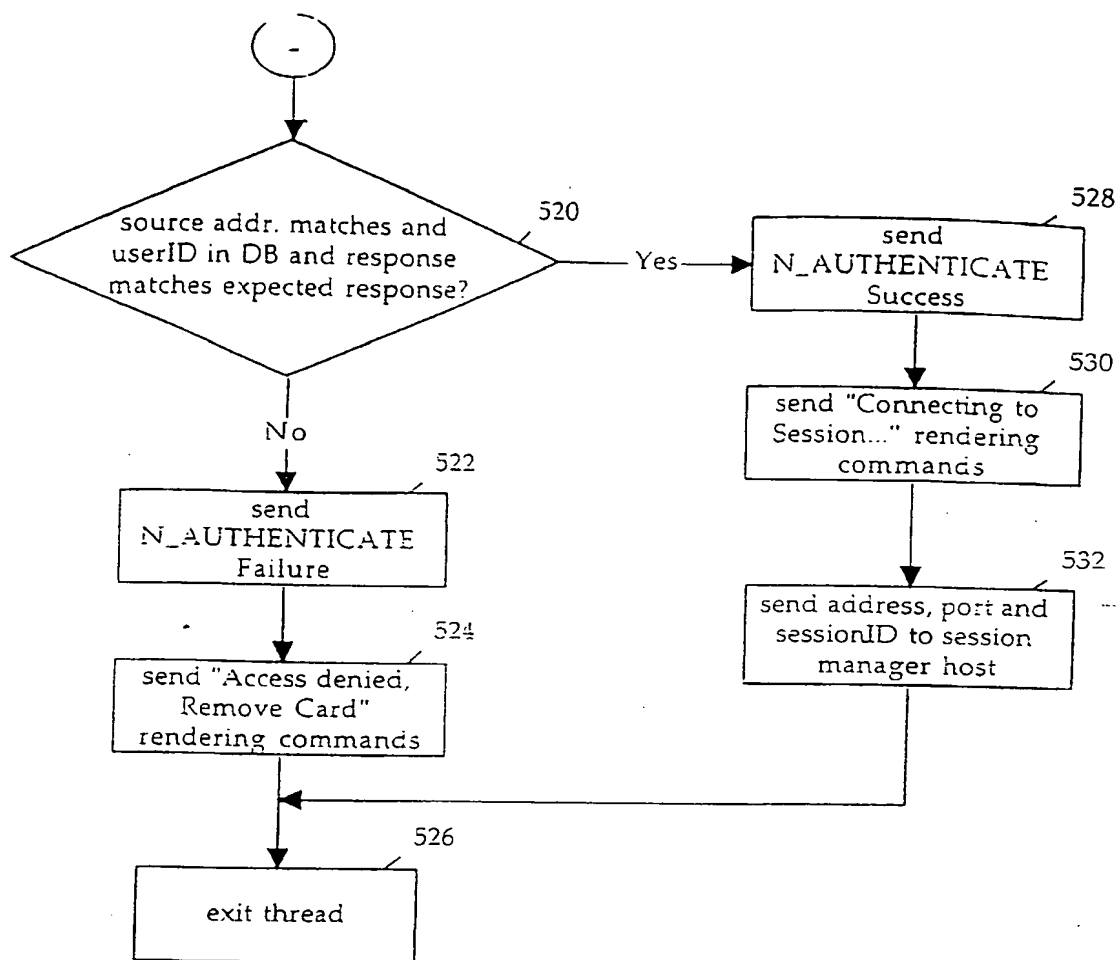 -
source addr. matches and
userID in DB and response
matches expected response?
520
Yes
528
send
N_AUTHENTICATE
Success
530
send "Connecting to
Session..." rendering
commands
532
send address, port and
sessionID to session
manager host
No
522
send
N_AUTHENTICATE
Failure
524
send "Access denied,
Remove Card"
rendering commands
526
exit thread